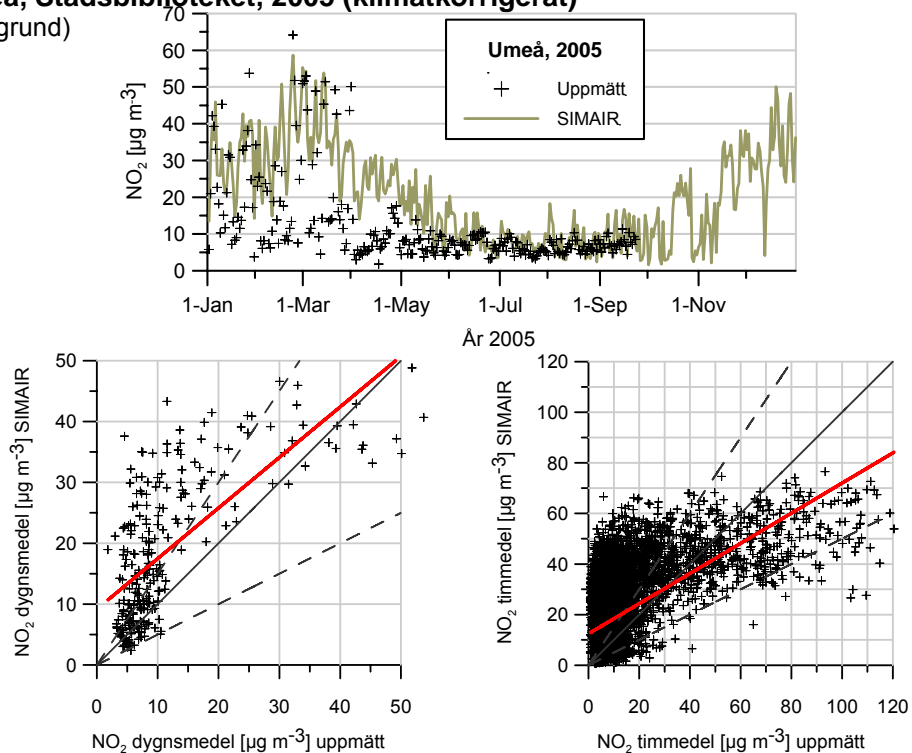 Stadsbiblioteket, 2005 (klimatkorrigerat)
grund)
Umeå, 2005
Uppmätt
SIMAIR
NO2 [µg m-3]
70
60
50
40
30
20
10
0
1-Jan 1-Mar 1-May 1-Jul 1-Sep 1-Nov
År 2005
NO2 dygnsmedel [µg m-3] SIMAIR
50
40
30
20
10
0
0 10 20 30 40 50
NO2 dygnsmedel [µg m-3] uppmätt
NO2 timmedel [µg m-3] SIMAIR
120
100
80
60
40
20
0
0 20 40 60 80 100 120
NO2 timmedel [µg m-3] uppmätt